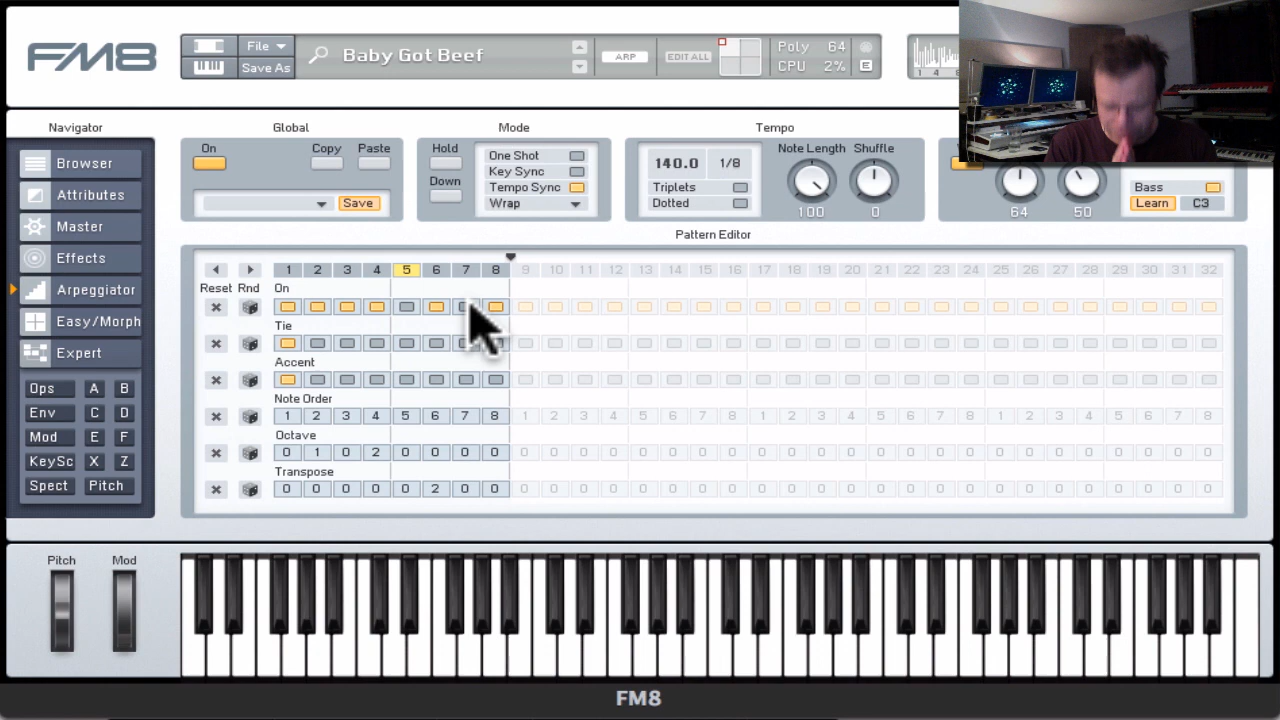 FM8
File
Save As
Baby Got Beef
ARP
EDIT ALL
Poly 64
CPU 2%
E
1 4
Navigator
Global
Mode
Tempo
Browser
Attributes
Master
Effects
Arpeggiator
Easy/Morph
Expert
Ops A B
Env C D
Mod E F
KeySc X Z
Spect Pitch
On
Copy
Paste
Save
Hold
Down
One Shot
Key Sync
Tempo Sync
Wrap
140.0 1/8
Triplets
Dotted
Note Length
100
Shuffle
0
64
50
Bass
Learn C3
Pattern Editor
1 2 3 4 5 6 7 8 9 10 11 12 13 14 15 16 17 18 19 20 21 22 23 24 25 26 27 28 29 30 31 32
Reset Rnd On
Tie
Accent
Note Order
1 2 3 4 5 6 7 8 1 2 3 4 5 6 7 8 1 2 3 4 5 6 7 8 1 2 3 4 5 6 7 8
Octave
0 1 0 2 0 0 0 0 0 0 0 0 0 0 0 0 0 0 0 0 0 0 0 0 0 0 0 0 0 0 0 0
Transpose
0 0 0 0 0 2 0 0 0 0 0 0 0 0 0 0 0 0 0 0 0 0 0 0 0 0 0 0 0 0 0 0
Pitch
Mod
FM8